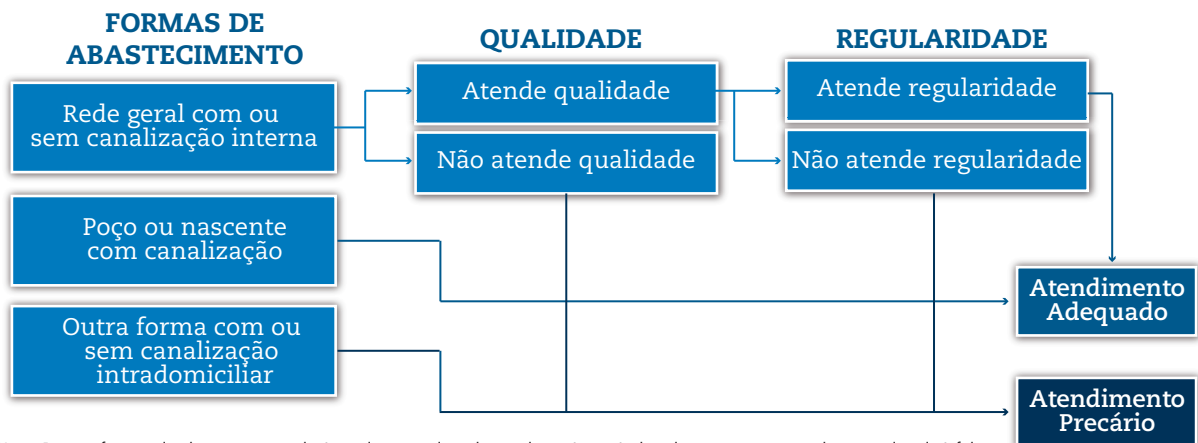 FORMAS DE
ABASTECIMENTO
QUALIDADE
REGULARIDADE
Rede geral com ou
sem canalização interna
Atende qualidade
Atende regularidade
Não atende qualidade
Não atende regularidade
Poço ou nascente
com canalização
Outra forma com ou
sem canalização
intradomiciliar
Atendimento
Adequado
Atendimento
Precário